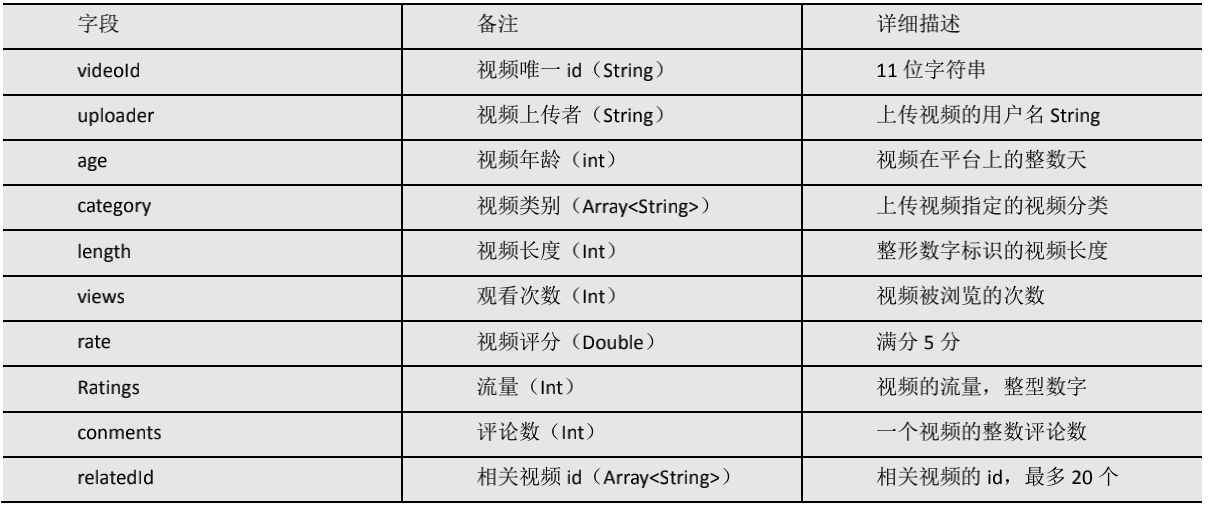 字段 备注 详细描述
videoId 视频唯一 id（String） 11 位字符串
uploader 视频上传者（String） 上传视频的用户名 String
age 视频年龄（int） 视频在平台上的整数天
category 视频类别（Array<String>） 上传视频指定的视频分类
length 视频长度（Int） 整形数字标识的视频长度
views 观看次数（Int） 视频被浏览的次数
rate 视频评分（Double） 满分 5 分
Ratings 流量（Int） 视频的流量，整型数字
conments 评论数（Int） 一个视频的整数评论数
relatedId 相关视频 id（Array<String>） 相关视频的 id，最多 20 个